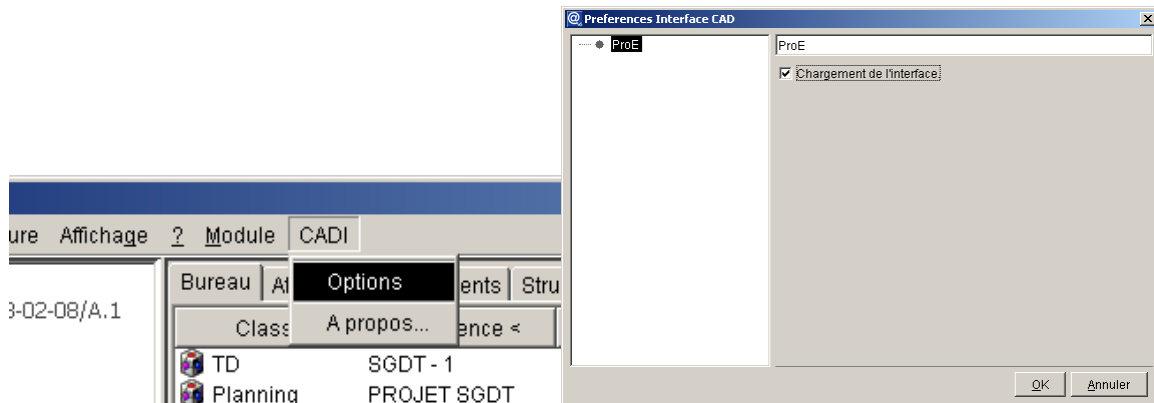 Preferences Interface CAD
ProE
ProE
Chargement de l'interface
OK Annuler
ure Affichage ? Module CADI
Options
A propos...
Bureau Af ents Stru
3-02-08/A.1
Class ence <
TD SGDT - 1
Planning PROJET SGDT